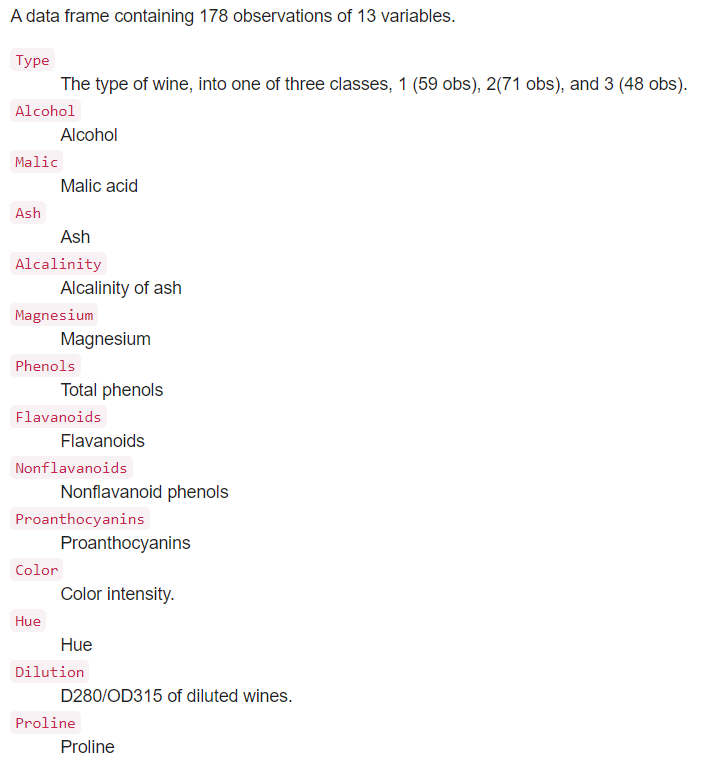 A data frame containing 178 observations of 13 variables.
Type
The type of wine, into one of three classes, 1 (59 obs), 2(71 obs), and 3 (48 obs).
Alcohol
Alcohol
Malic
Malic acid
Ash
Ash
Alcalinity
Alcalinity of ash
Magnesium
Magnesium
Phenols
Total phenols
Flavanoids
Flavanoids
Nonflavanoids
Nonflavanoid phenols
Proanthocyanins
Proanthocyanins
Color
Color intensity.
Hue
Hue
Dilution
D280/OD315 of diluted wines.
Proline
Proline